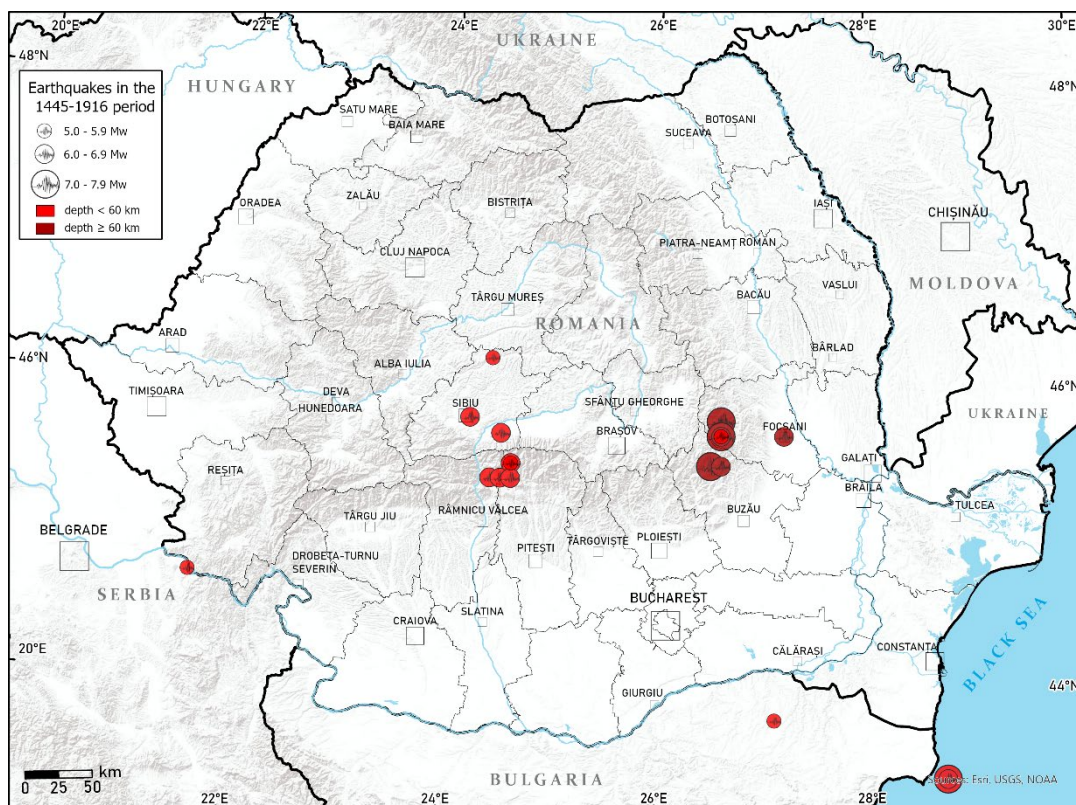 20°E
22°E
24°E
26°E
28°E
30°E
48°N
48°N
UKRAINE
HUNGARY
Earthquakes in the
1445-1916 period
5.0 - 5.9 Mw
6.0 - 6.9 Mw
7.0 - 7.9 Mw
depth < 60 km
depth ≥ 60 km
SATU MARE
BAIA MARE
BOTOȘANI
SUCEAVA
ZALĂU
BISTRIȚA
ORADEA
IAȘI
CHIȘINĂU
CLUJ NAPOCA
PIATRA-NEAMȚ
ROMAN
MOLDOVA
TÂRGU MUREȘ
BACĂU
VASLUI
ROMANIA
ARAD
46°N
ALBA IULIA
BÂRLAD
46°N
TIMIȘOARA
DEVA
HUNEDOARA
SIBIU
SFÂNTU GHEORGHE
UKRAINE
BRAȘOV
FOCȘANI
REȘIȚA
GALAȚI
BRĂILA
RÂMNICU VÂLCEA
BUZĂU
TULCEA
TÂRGU JIU
BELGRADE
PITEȘTI
TÂRGOVIȘTE
PLOIEȘTI
DROBETA-TURNU
SEVERIN
SERBIA
BUCHAREST
CRAIOVA
SLATINA
BLACK SEA
20°E
CĂLĂRAȘI
CONSTANȚA
GIURGIU
44°N
km
0 25 50
BULGARIA
Sources: Esri, USGS, NOAA
22°E
24°E
26°E
28°E